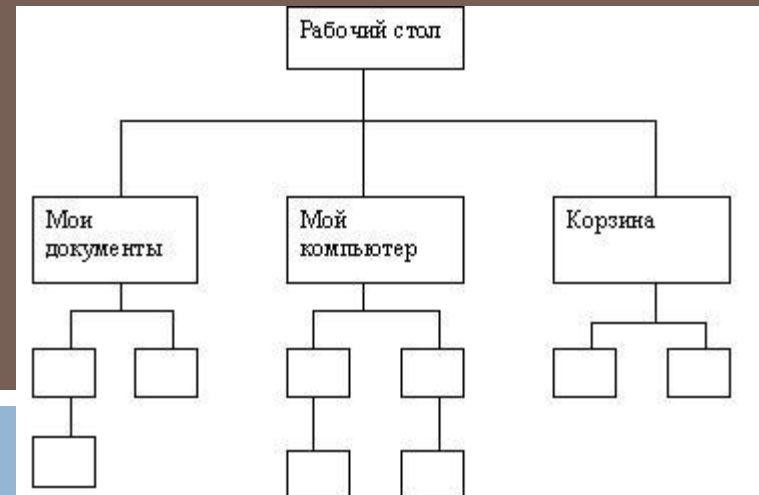 Рабочий стол
Мои
документы
Мой
компьютер
Корзина